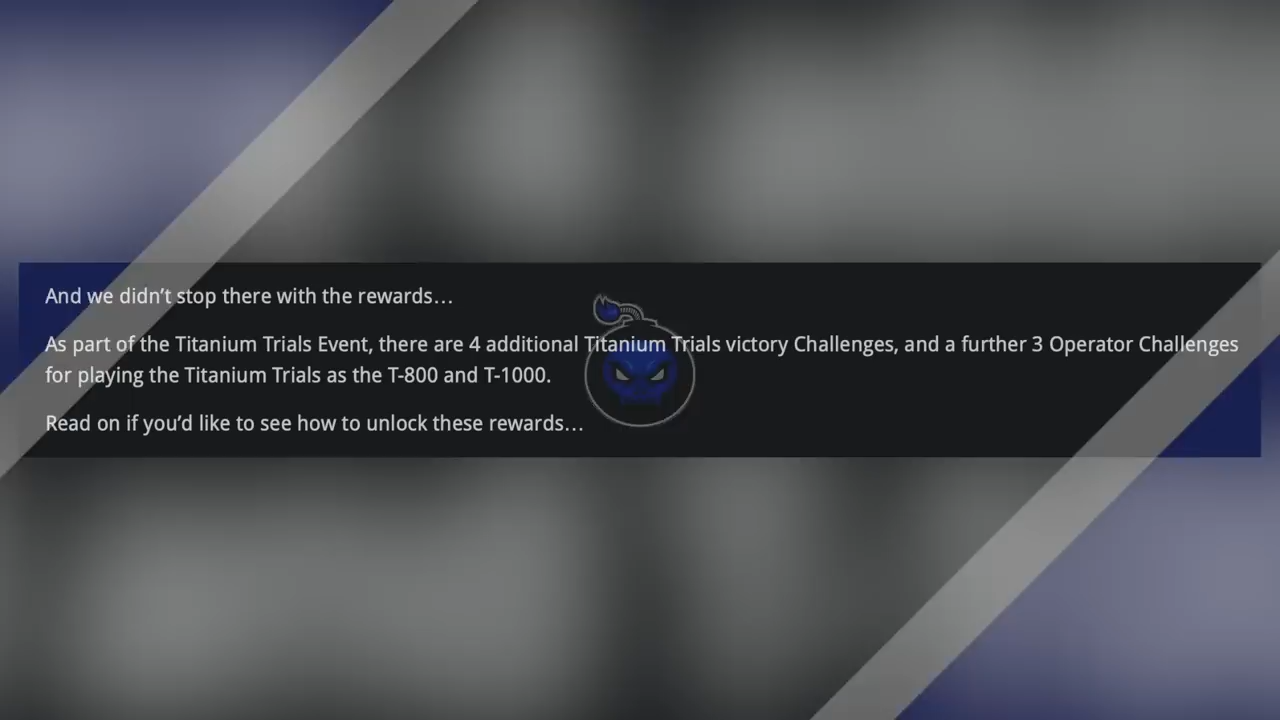 And we didn’t stop there with the rewards…
As part of the Titanium Trials Event, there are 4 additional Titanium Trials victory Challenges, and a further 3 Operator Challenges
for playing the Titanium Trials as the T-800 and T-1000.
Read on if you’d like to see how to unlock these rewards…